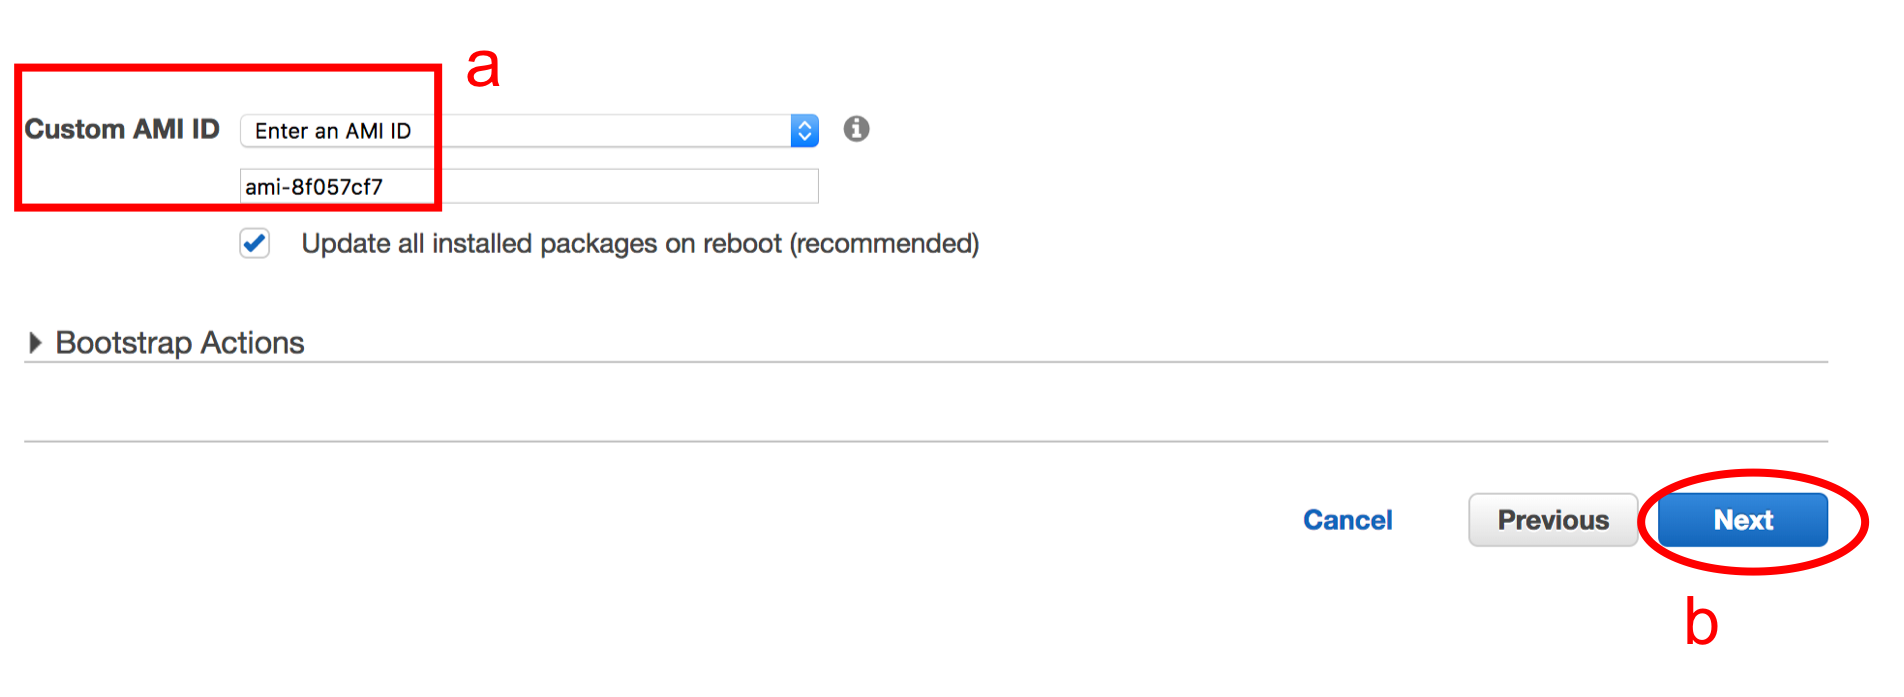 a
Custom AMI ID Enter an AMI ID
ami-8f057cf7
Update all installed packages on reboot (recommended)
Bootstrap Actions
Cancel Previous Next
b